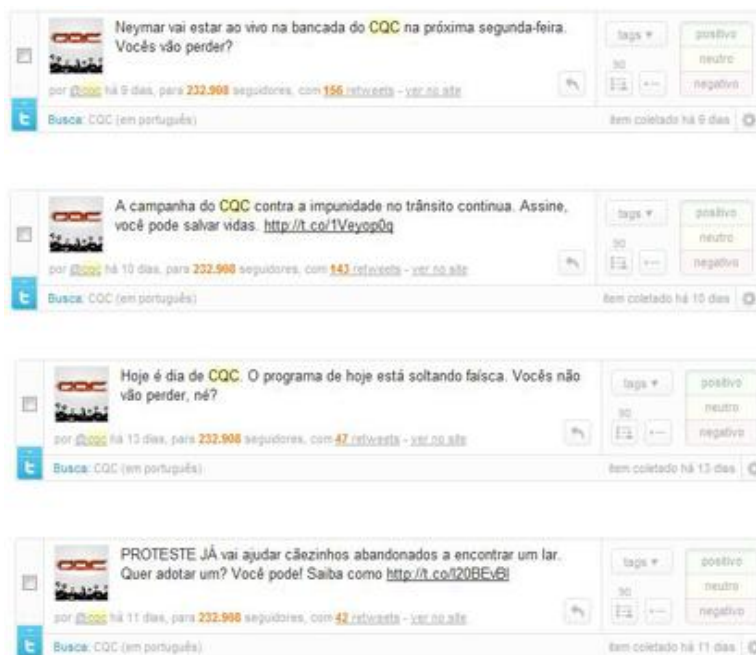 Neymar vai estar ao vivo na bancada do CQC na próxima segunda-feira.
Vocês vão perder?
por @cqc há 9 dias, para 232.908 seguidores, com 156 retweets - ver no site
tags
positivo
neutro
negativo
Busca: CQC (em português)
item coletado há 9 dias
A campanha do CQC contra a impunidade no trânsito continua. Assine,
você pode salvar vidas. http://t.co/1Veyop0q
por @cqc há 10 dias, para 232.908 seguidores, com 143 retweets - ver no site
tags
positivo
neutro
negativo
Busca: CQC (em português)
item coletado há 10 dias
Hoje é dia de CQC. O programa de hoje está soltando faísca. Vocês não
vão perder, né?
por @cqc há 13 dias, para 232.908 seguidores, com 47 retweets - ver no site
tags
positivo
neutro
negativo
Busca: CQC (em português)
item coletado há 13 dias
PROTESTE JÁ vai ajudar cãezinhos abandonados a encontrar um lar.
Quer adotar um? Você pode! Saiba como http://t.co/I20BEvBl
por @cqc há 11 dias, para 232.908 seguidores, com 42 retweets - ver no site
tags
positivo
neutro
negativo
Busca: CQC (em português)
item coletado há 11 dias